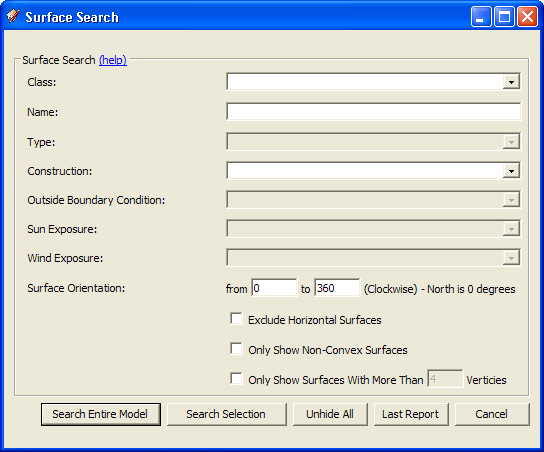 Surface Search
Surface Search (help)
Class:
Name:
Type:
Construction:
Outside Boundary Condition:
Sun Exposure:
Wind Exposure:
Surface Orientation: from 0 to 360 (Clockwise) - North is 0 degrees
Exclude Horizontal Surfaces
Only Show Non-Convex Surfaces
Only Show Surfaces With More Than 4 Verticies
Search Entire Model Search Selection Unhide All Last Report Cancel